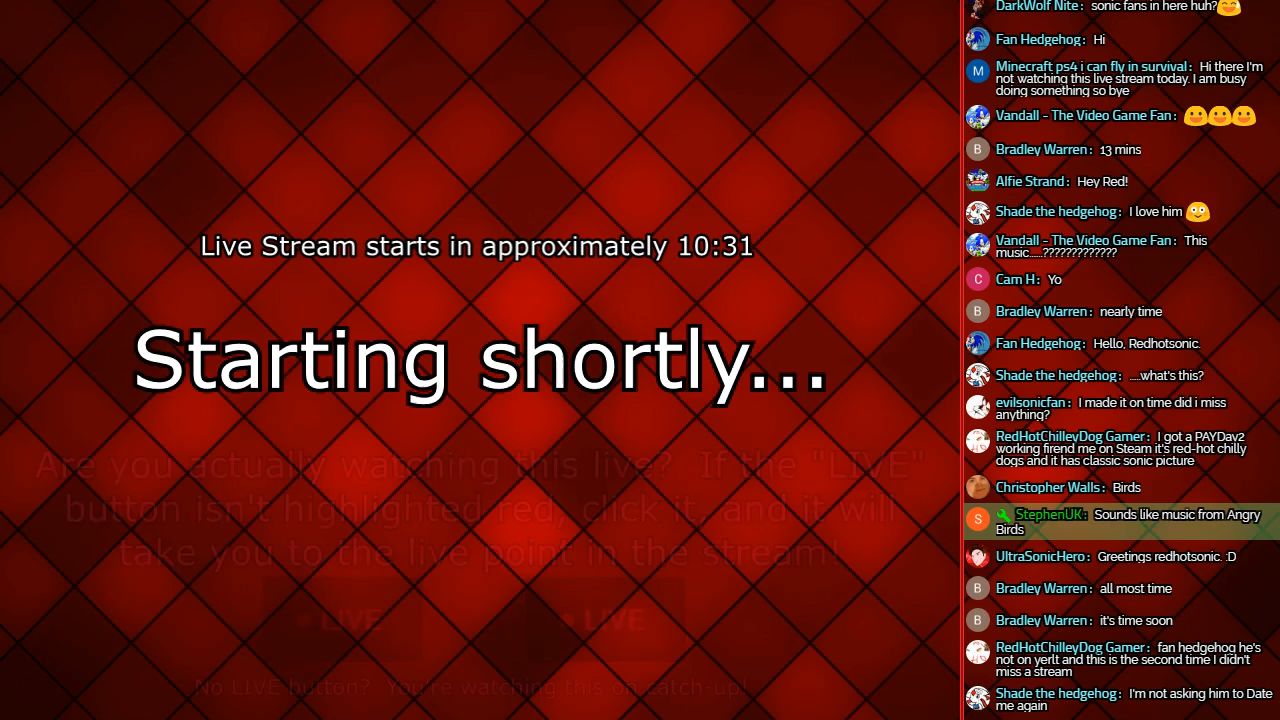 Live Stream starts in approximately 10:31
Starting shortly...
Are you actually watching this live? If the "LIVE"
button isn't highlighted red, click it, and it will
take you to the live point in the stream!
LIVE
LIVE
No LIVE button? You're watching this on catch-up!
DarkWolf Nite: sonic fans in here huh?
Fan Hedgehog: Hi
M
Minecraft ps4 i can fly in survival: Hi there I'm
not watching this live stream today. I am busy
doing something so bye
Vandall - The Video Game Fan:
B
Bradley Warren: 13 mins
Alfie Strand: Hey Red!
Shade the hedgehog: I love him
Vandall - The Video Game Fan: This
music.....?????????????
C
Cam H: Yo
B
Bradley Warren: nearly time
Fan Hedgehog: Hello, Redhotsonic.
Shade the hedgehog: .....what's this?
evilsonicfan: I made it on time did i miss
anything?
RedHotChilleyDog Gamer: I got a PAYDay2
working firend me on Steam it's red-hot chilly
dogs and it has classic sonic picture
Christopher Walls: Birds
S
StephenUK: Sounds like music from Angry
Birds
UltraSonicHero: Greetings redhotsonic. :D
B
Bradley Warren: all most time
B
Bradley Warren: it's time soon
RedHotChilleyDog Gamer: fan hedgehog he's
not on yerlt and this is the second time I didn't
miss a stream
Shade the hedgehog: I'm not asking him to Date
me again